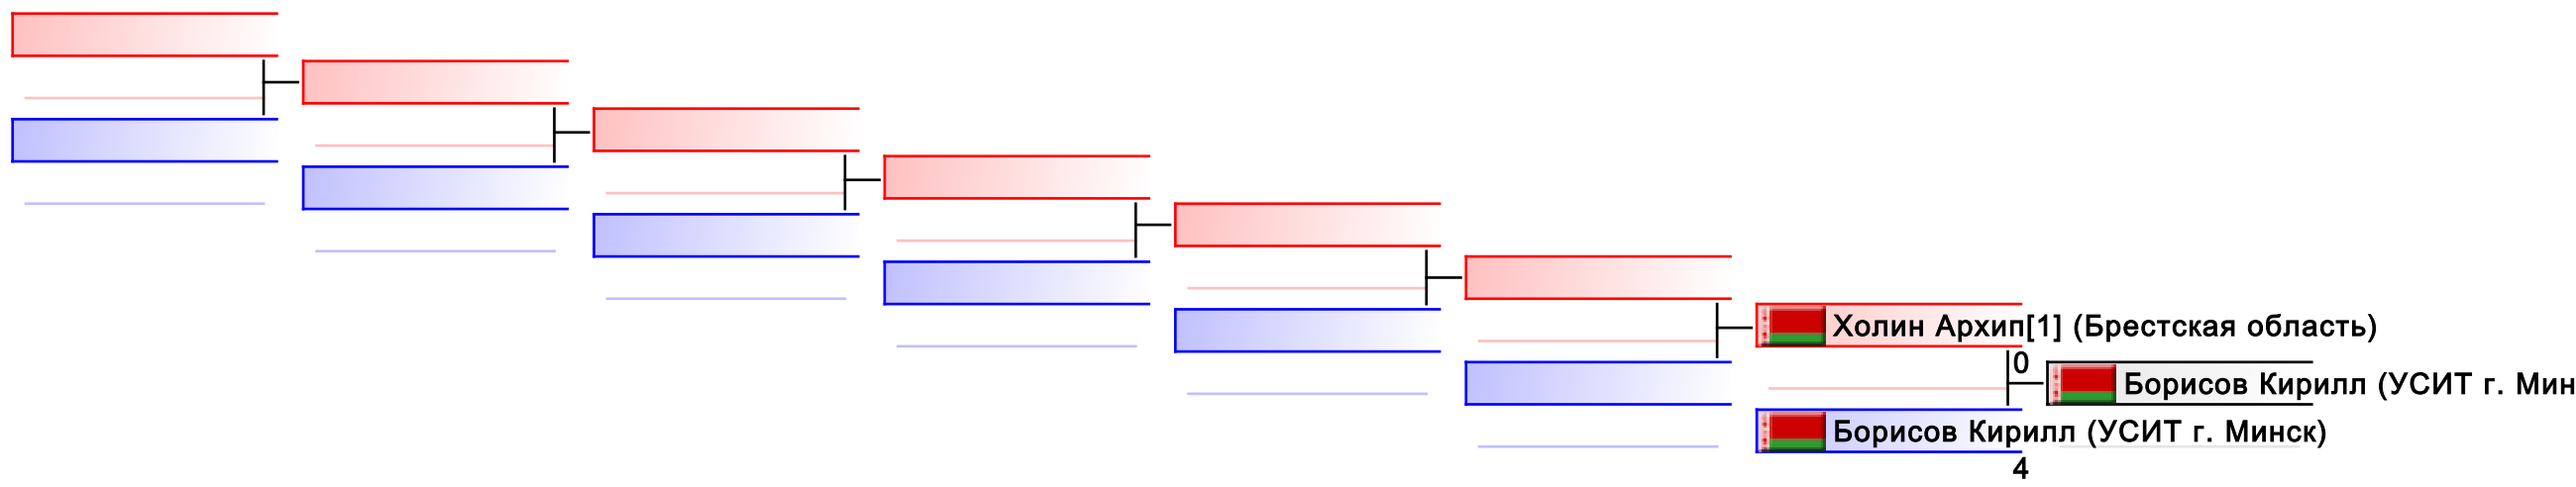 Холин Архип[1] (Брестская область)
0
Борисов Кирилл (УСИТ г. Мин
Борисов Кирилл (УСИТ г. Минск)
4